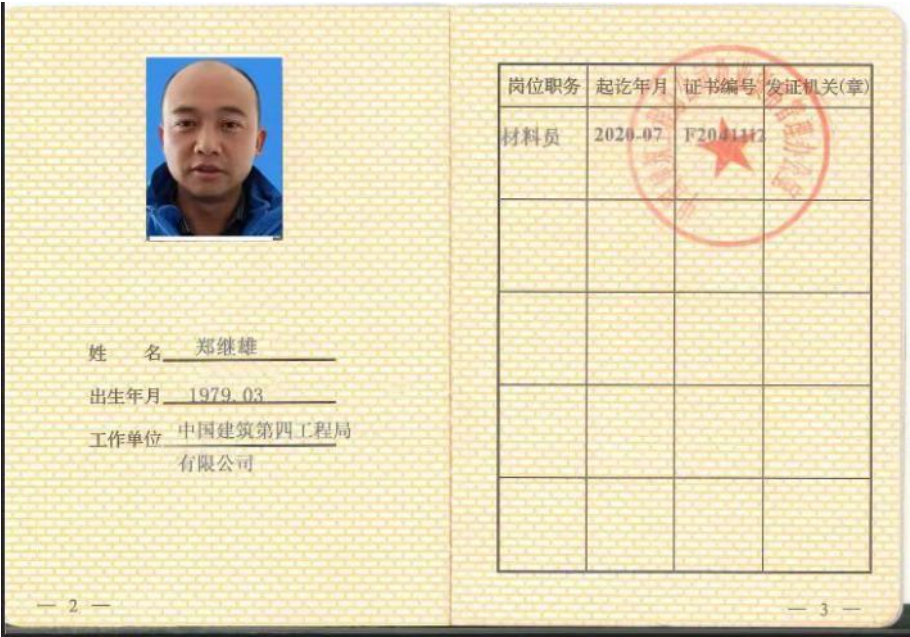 姓 名 郑继雄
出生年月 1979.03
工作单位 中国建筑第四工程局
有限公司
— 2 —
岗位职务 起讫年月 证书编号 发证机关(章)
材料员 2020-07 F2041112
— 3 —